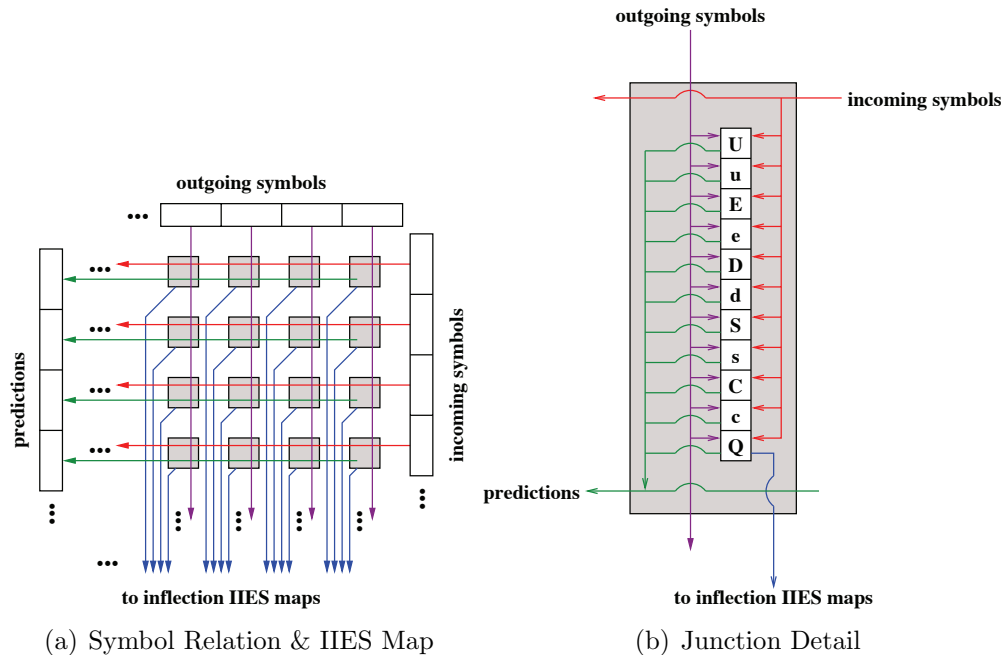 outgoing symbols
•••
•••
•••
•••
•••
predictions
incoming symbols
•••
•••
•••
•••
•••
•••
•••
to inflection IIES maps
(a) Symbol Relation & IIES Map
outgoing symbols
incoming symbols
U
u
E
e
D
d
S
s
C
c
Q
predictions
to inflection IIES maps
(b) Junction Detail